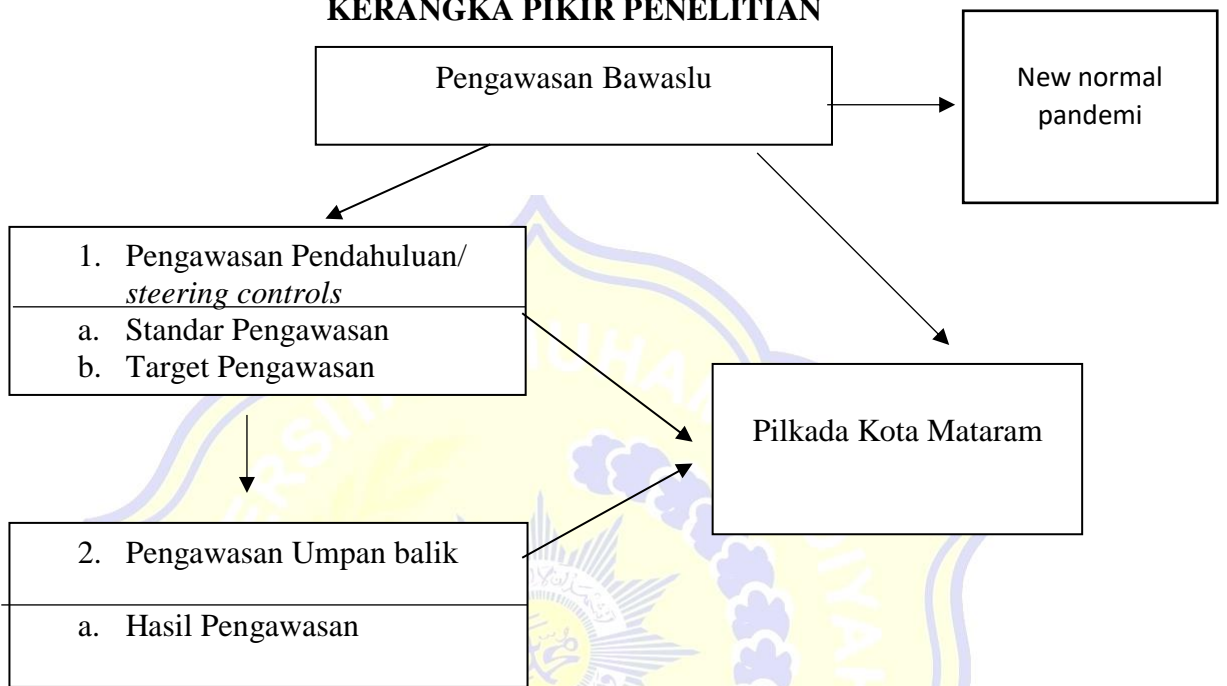 KERANGKA PIKIR PENELITIAN
Pengawasan Bawaslu
New normal
pandemi
1. Pengawasan Pendahuluan/
steering controls
a. Standar Pengawasan
b. Target Pengawasan
Pilkada Kota Mataram
2. Pengawasan Umpan balik
a. Hasil Pengawasan